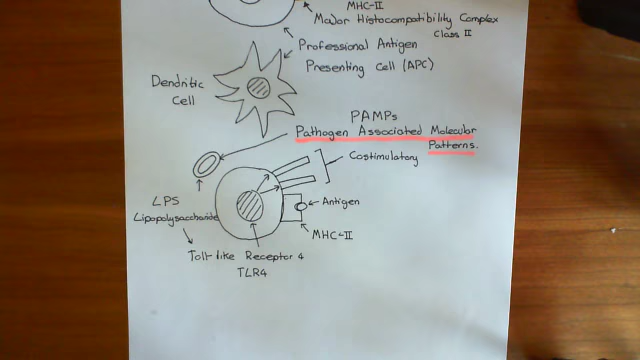 MHC-II
Major Histocompatibility Complex
Class II
Professional Antigen
Presenting Cell (APC)
Dendritic
Cell
PAMPs
Pathogen Associated Molecular
Patterns.
Costimulatory
LPS
Lipopolysaccharide
Antigen
MHC-II
Toll-like Receptor 4
TLR4